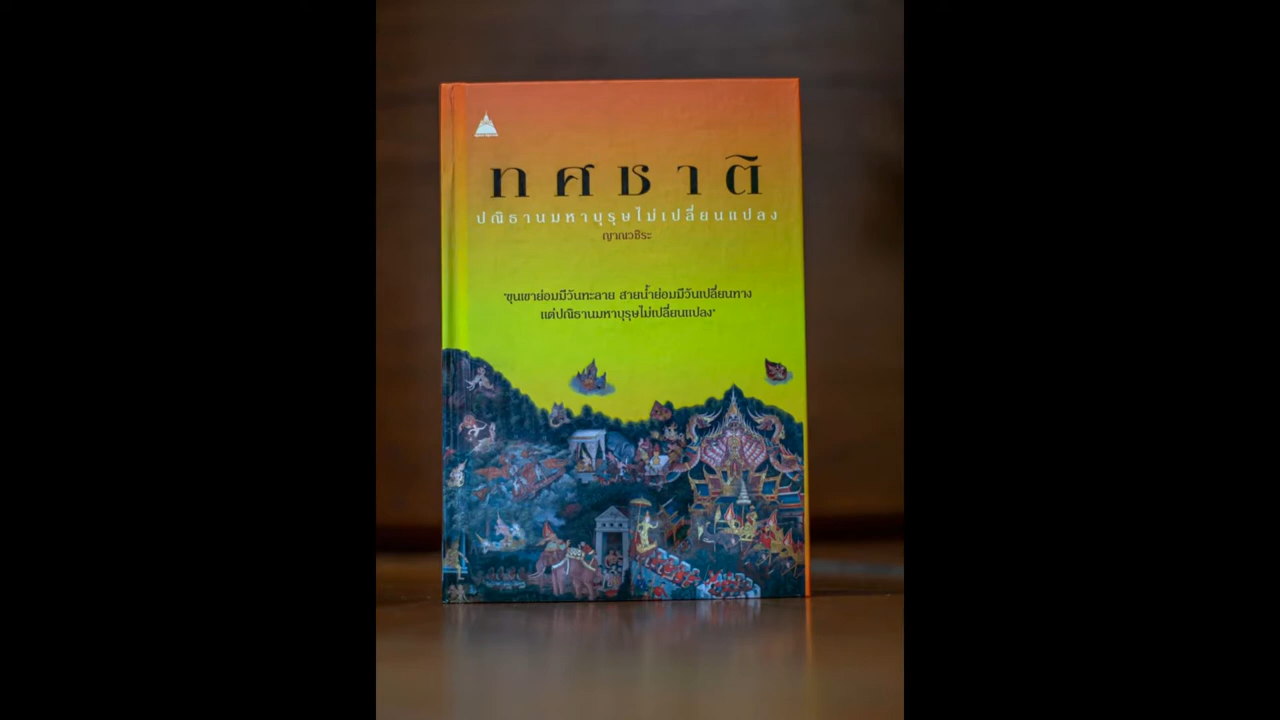 ทศชาติ
ปณิธานมหาบุรุษไม่เปลี่ยนแปลง
ญาณวชิระ
'ขุนเขาย่อมมีวันทะลาย สายน้ำย่อมมีวันเปลี่ยนทาง
แต่ปณิธานมหาบุรุษไม่เปลี่ยนแปลง'